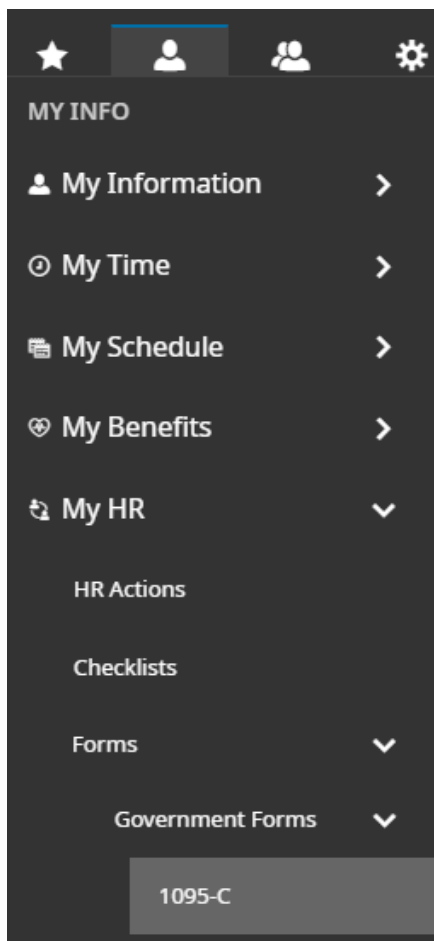 MY INFO
My Information
My Time
My Schedule
My Benefits
My HR
HR Actions
Checklists
Forms
Government Forms
1095-C